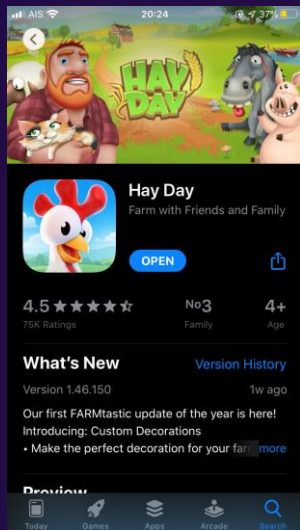 AIS 20:24 37%
HAY
DAY
Hay Day
Farm with Friends and Family
OPEN
4.5 No3 4+
75K Ratings Family Age
What's New Version History
Version 1.46.150 1w ago
Our first FARMtastic update of the year is here!
Introducing: Custom Decorations
• Make the perfect decoration for your far more
Preview
Today Games Apps Arcade Search